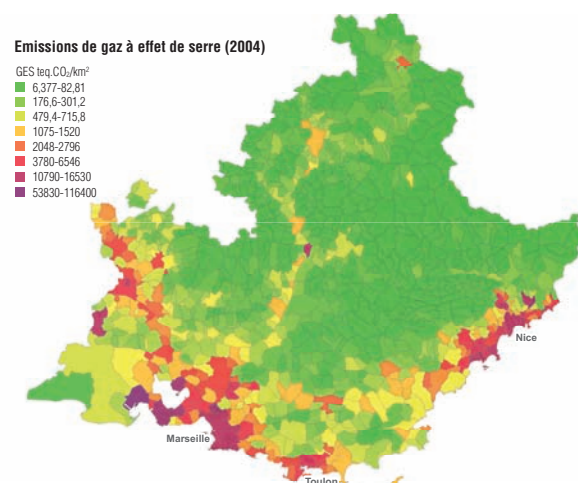 Emissions de gaz à effet de serre (2004)
GES teq.CO₂/km²
6,377-82,81
176,6-301,2
479,4-715,8
1075-1520
2048-2796
3780-6546
10790-16530
53830-116400
Nice
Marseille
Toulon